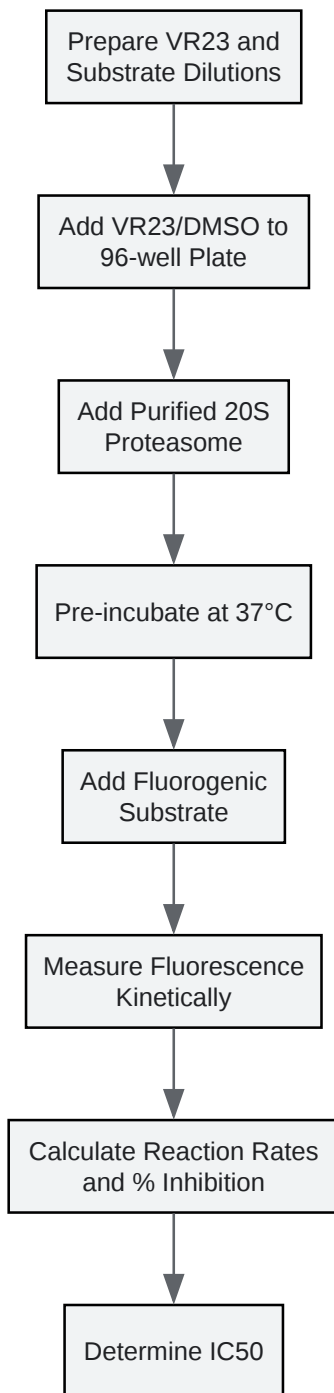 Prepare VR23 and
Substrate Dilutions
Add VR23/DMSO to
96-well Plate
Add Purified 20S
Proteasome
Pre-incubate at 37°C
Add Fluorogenic
Substrate
Measure Fluorescence
Kinetically
Calculate Reaction Rates
and % Inhibition
Determine IC50